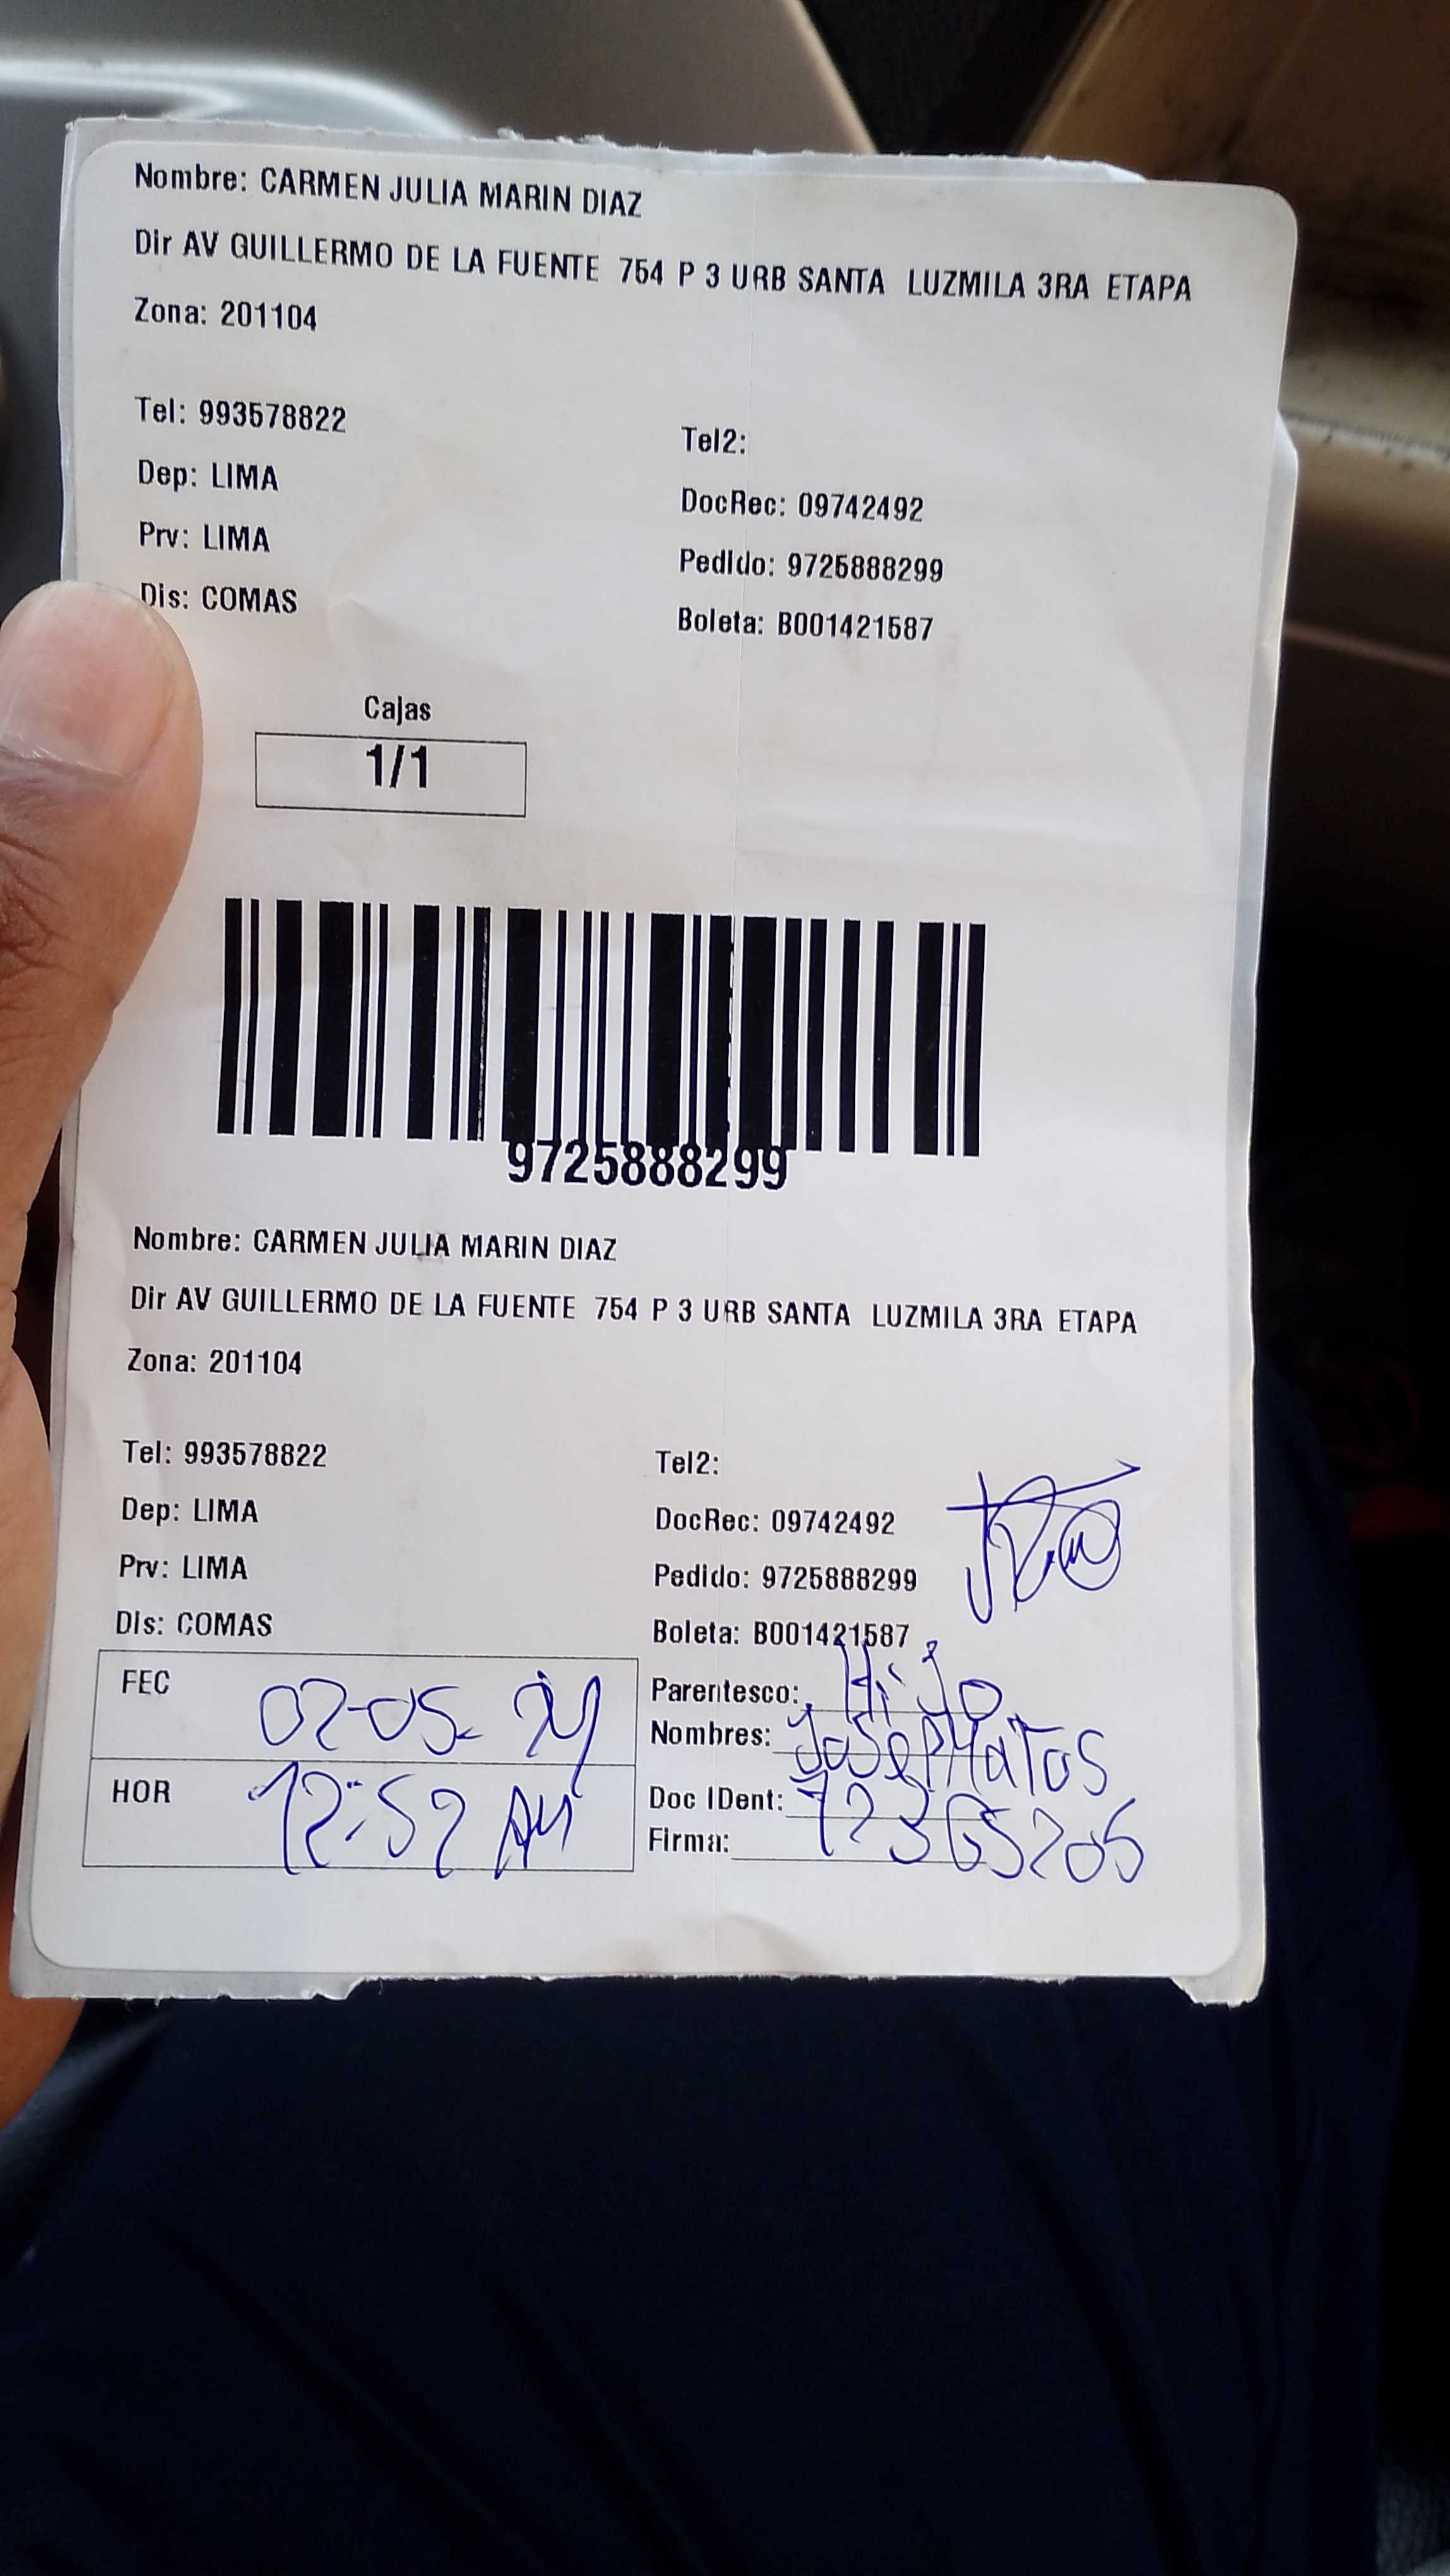 Nombre: CARMEN JULIA MARIN DIAZ
Dir AV GUILLERMO DE LA FUENTE 754 P 3 URB SANTA LUZMILA 3RA ETAPA
Zona: 201104
Tel: 993578822
Tel2:
Dep: LIMA
DocRec: 09742492
Prv: LIMA
Pedido: 9725888299
Dis: COMAS
Boleta: B001421587
Cajas
1/1
9725888299
Nombre: CARMEN JULIA MARIN DIAZ
Dir AV GUILLERMO DE LA FUENTE 754 P 3 URB SANTA LUZMILA 3RA ETAPA
Zona: 201104
Tel: 993578822
Tel2:
Dep: LIMA
DocRec: 09742492
Prv: LIMA
Pedido: 9725888299
Dis: COMAS
Boleta: B001421587
FEC 02-05-
Parentesco: Hijo
Nombres: Josep Matos
HOR 12:52 AM
Doc IDent: 72365205
Firma: